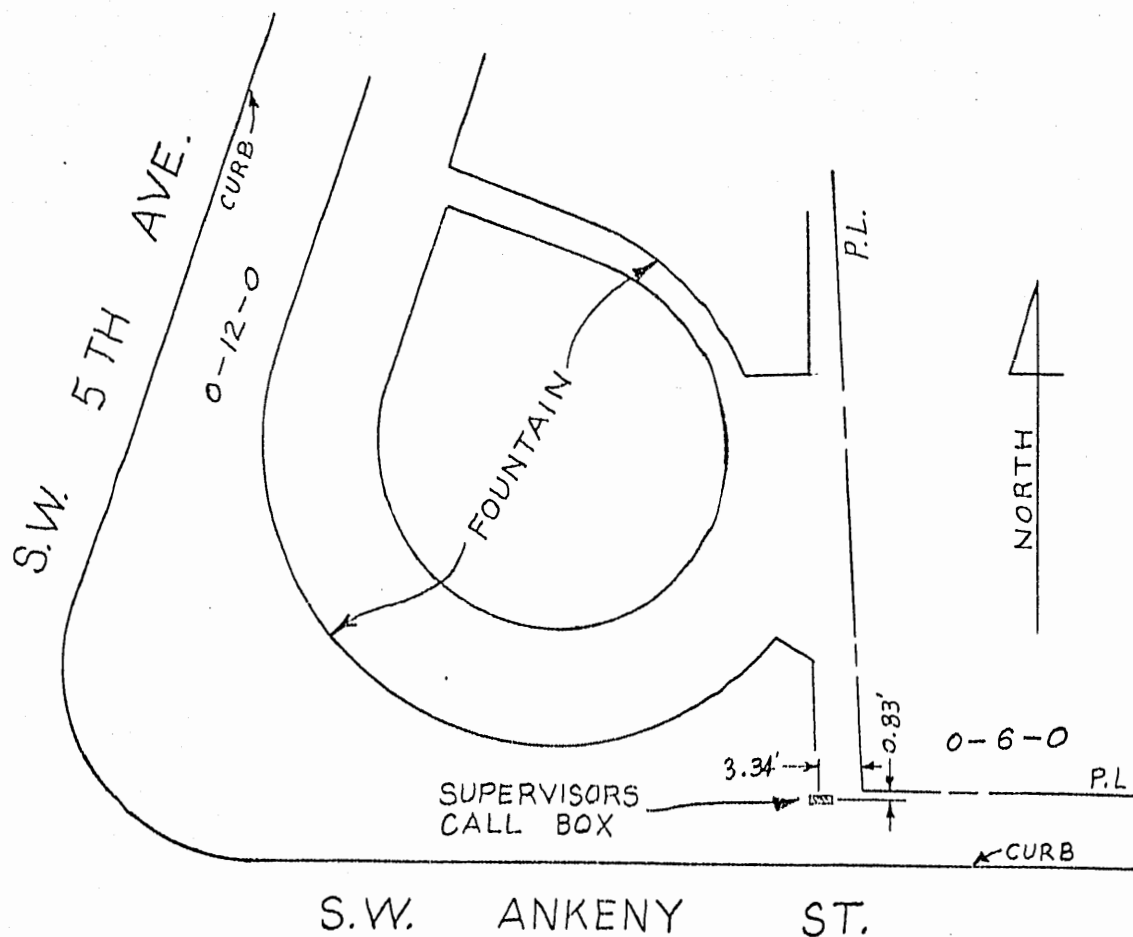 S.W. 5TH AVE.
CURB
0-12-0
FOUNTAIN
P.L.
NORTH
0.83'
3.34'
0-6-0
P.L
SUPERVISORS
CALL BOX
CURB
S.W. ANKENY ST.